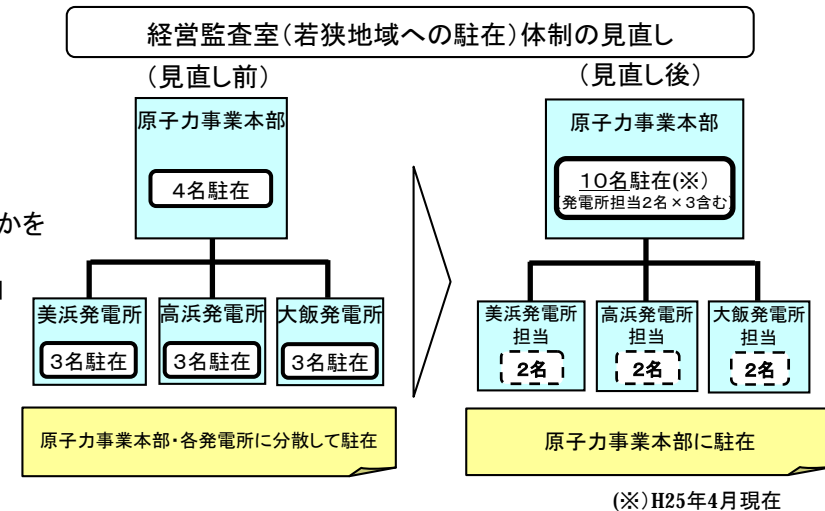 経営監査室(若狭地域への駐在)体制の見直し
(見直し前)
原子力事業本部
4名駐在
かを
美浜発電所
3名駐在
高浜発電所
3名駐在
大飯発電所
3名駐在
原子力事業本部・各発電所に分散して駐在
(見直し後)
原子力事業本部
10名駐在(※)
(発電所担当2名×3含む)
美浜発電所
担当
2名
高浜発電所
担当
2名
大飯発電所
担当
2名
原子力事業本部に駐在
(※)H25年4月現在